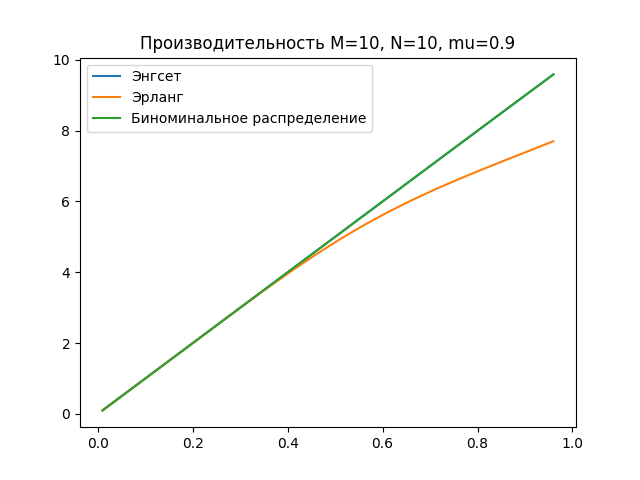 Производительность M=10, N=10, mu=0.9
Энгсет
Эрланг
Биноминальное распределение
10
8
6
4
2
0
0.0 0.2 0.4 0.6 0.8 1.0